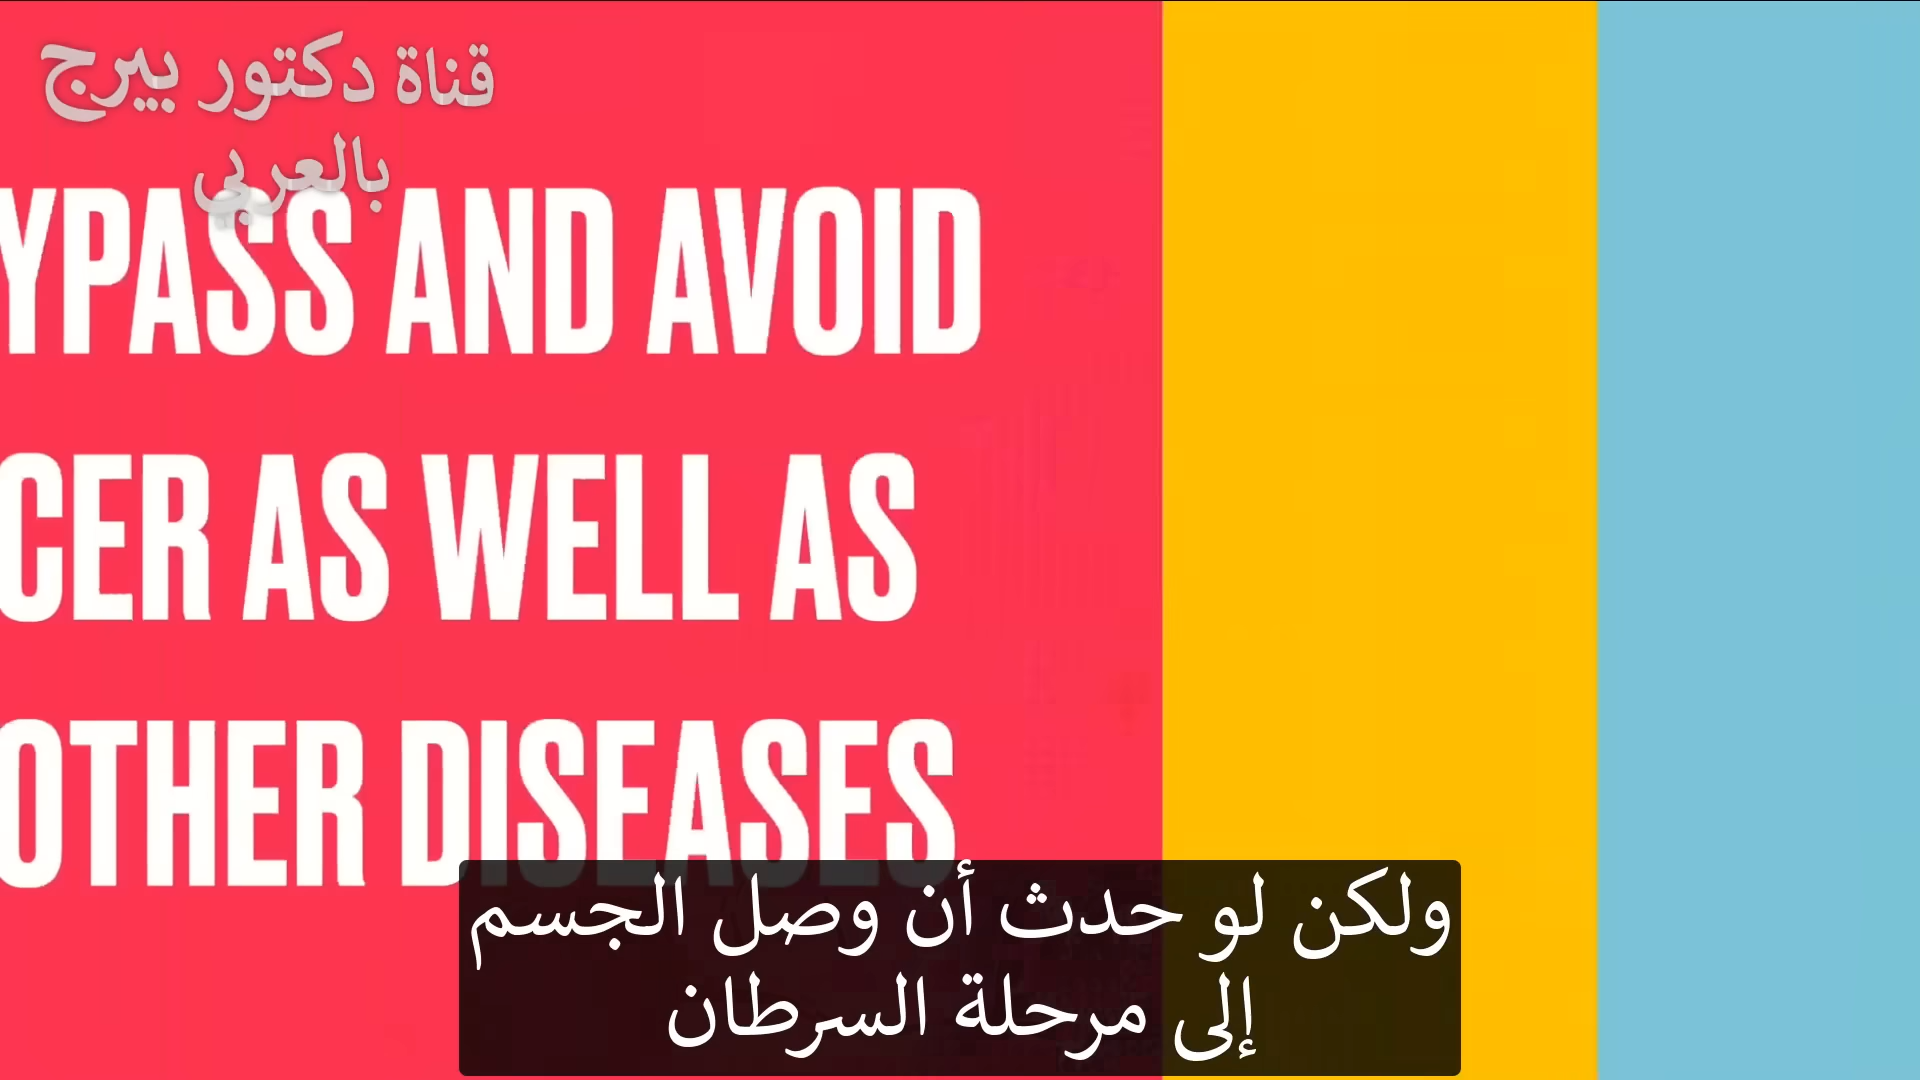 قناة دكتور بيرج
بالعربي
YPASS AND AVOID
CER AS WELL AS
OTHER DISEASES
ولكن لو حدث أن وصل الجسم
إلى مرحلة السرطان